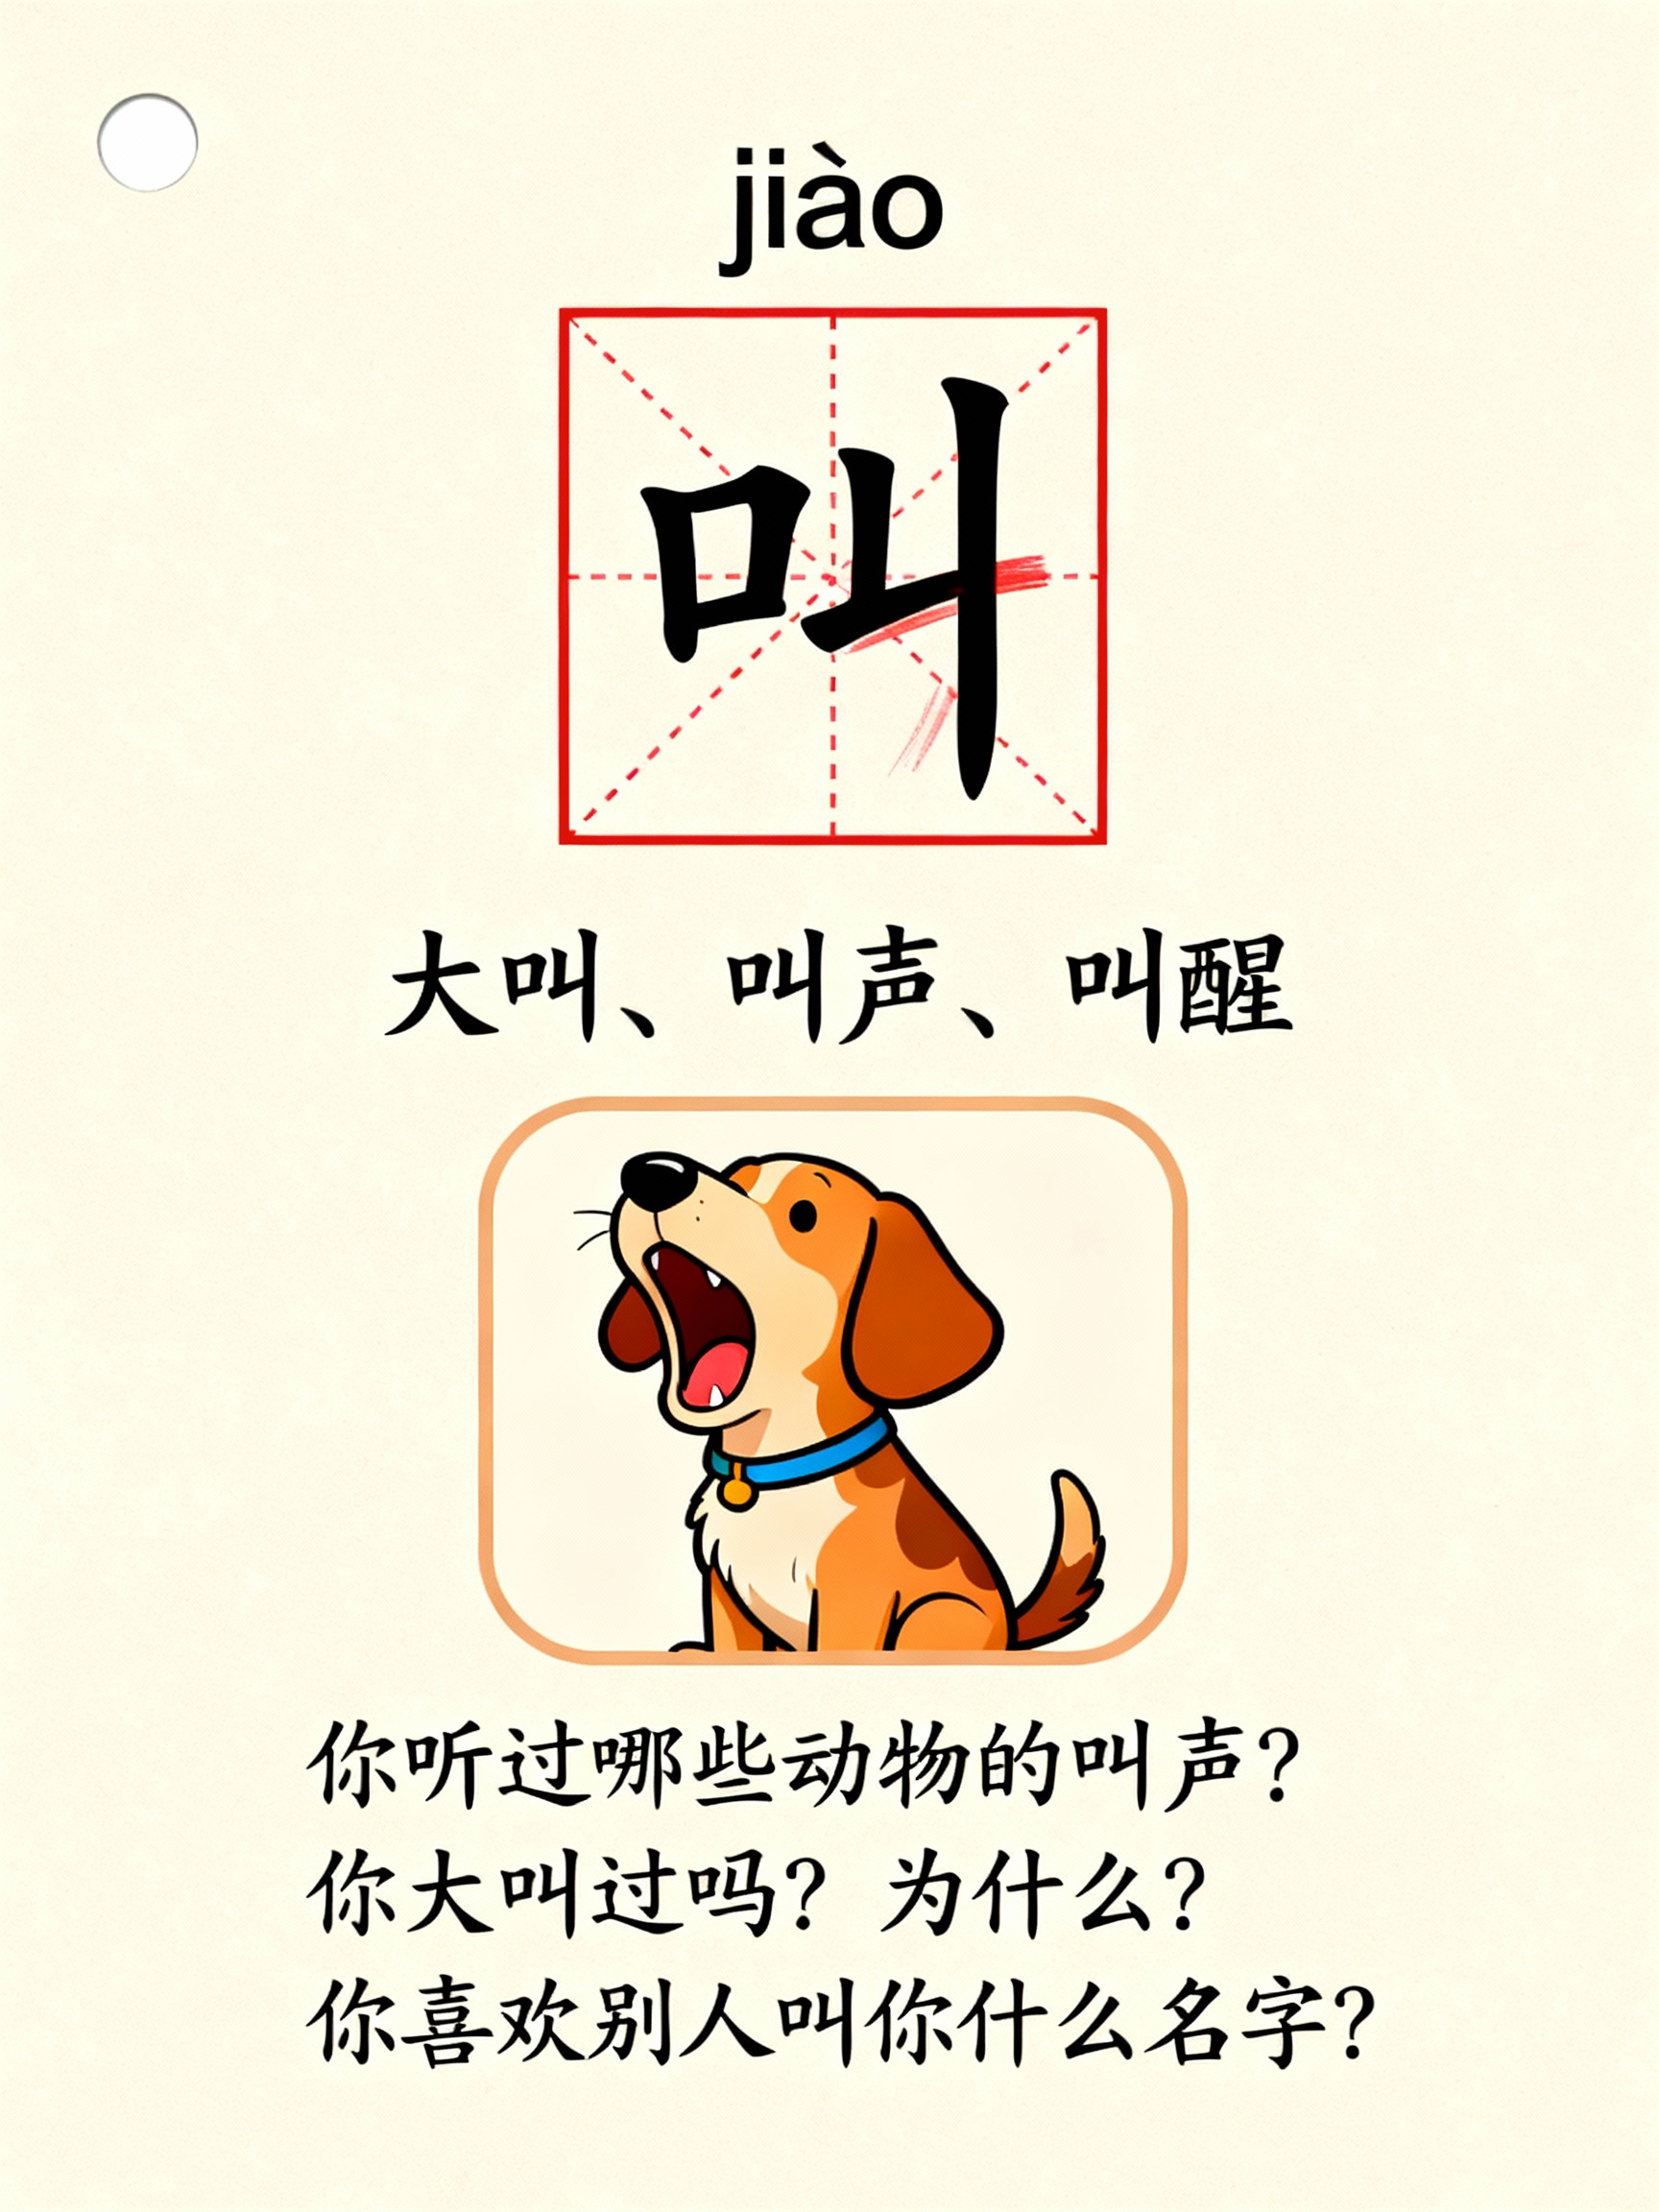 jiào
叫
大叫、叫声、叫醒
你听过哪些动物的叫声？
你大叫过吗？为什么？
你喜欢别人叫你什么名字？